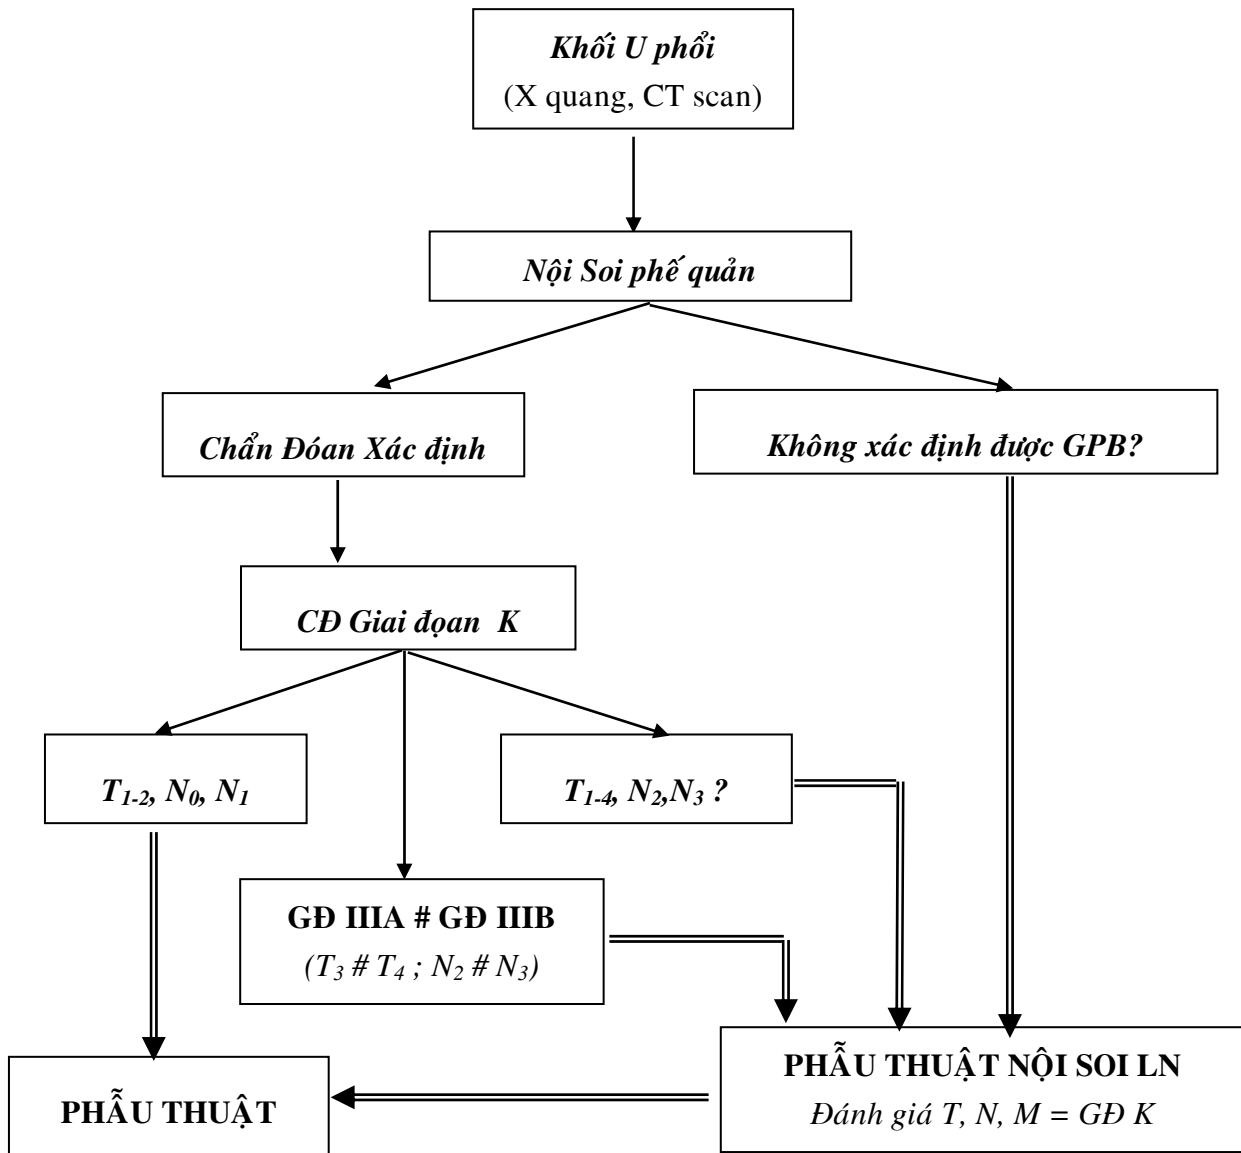 Khối U phổi
(X quang, CT scan)
Nội Soi phế quản
Chẩn Đóan Xác định
Không xác định được GPB?
CĐ Giai đọan K
T1-2, N0, N1
T1-4, N2,N3 ?
GĐ IIIA # GĐ IIIB
(T3 # T4 ; N2 # N3)
PHẪU THUẬT NỘI SOI LN
Đánh giá T, N, M = GĐ K
PHẪU THUẬT